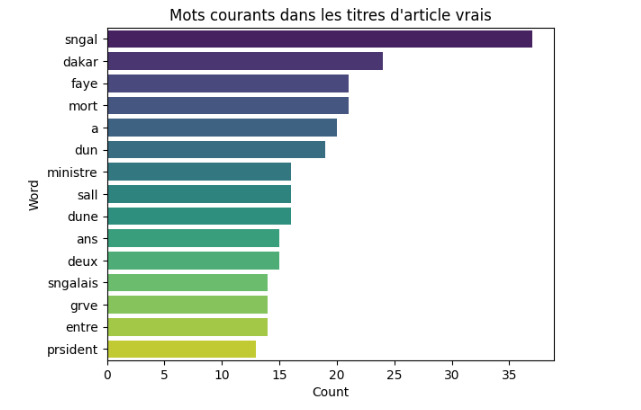 Mots courants dans les titres d'article vrais
sngal
dakar
faye
mort
a
dun
ministre
sall
dune
ans
deux
sngalais
grve
entre
prsident
Word
0 5 10 15 20 25 30 35
Count